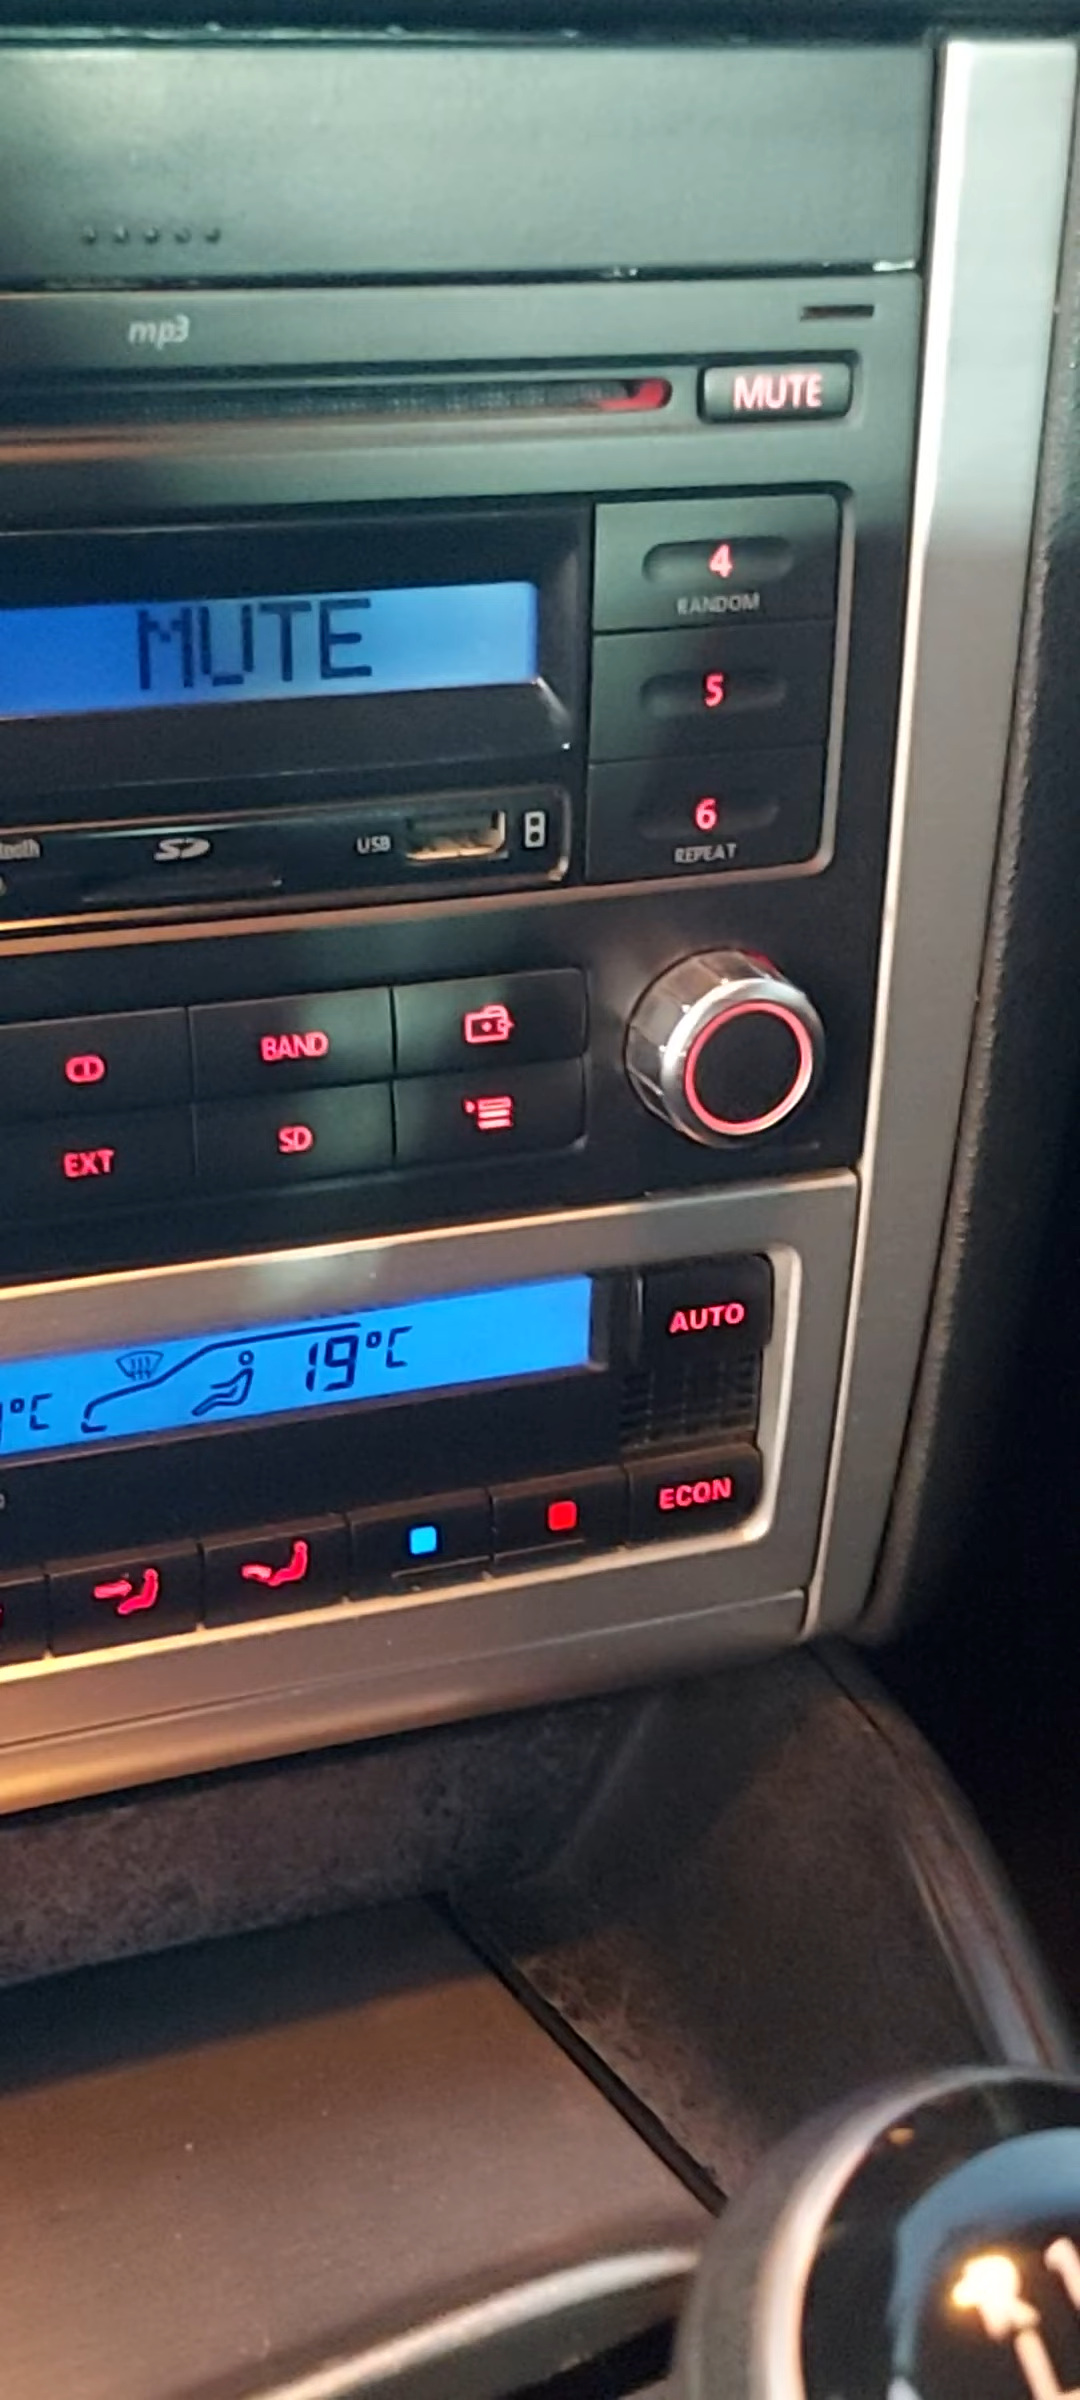 mp3
MUTE
4
RANDOM
MUTE
5
6
REPEAT
SD
USB
CD
BAND
EXT
SD
AUTO
°C
19°C
ECON